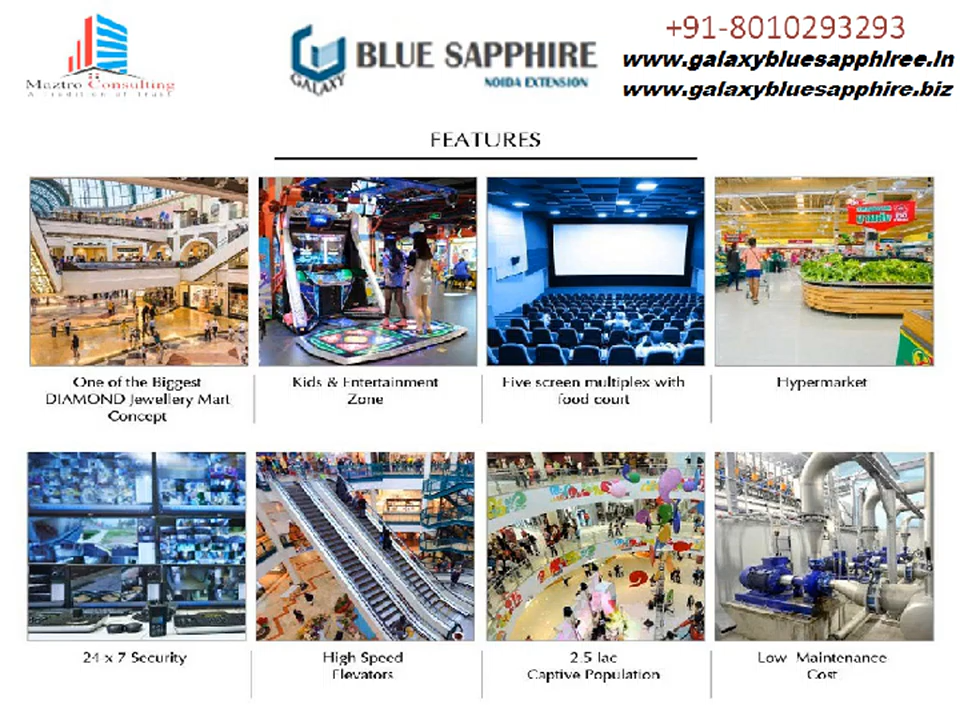 Maztro Consulting
A Tradition of Trust
GALAXY
BLUE SAPPHIRE
NOIDA EXTENSION
+91-8010293293
www.galaxybluesapphiree.in
www.galaxybluesapphire.biz
FEATURES
One of the Biggest
DIAMOND Jewellery Mart
Concept
Kids & Entertainment
Zone
Five screen multiplex with
food court
Hypermarket
24 x 7 Security
High Speed
Elevators
2.5 lac
Captive Population
Low Maintenance
Cost